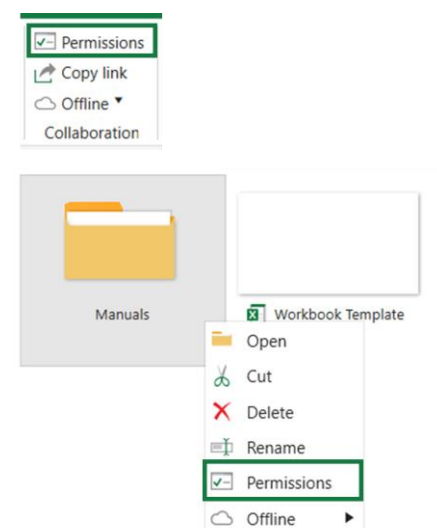 Permissions
Copy link
Offline
Collaboration
Manuals
Workbook Template
Open
Cut
Delete
Rename
Permissions
Offline